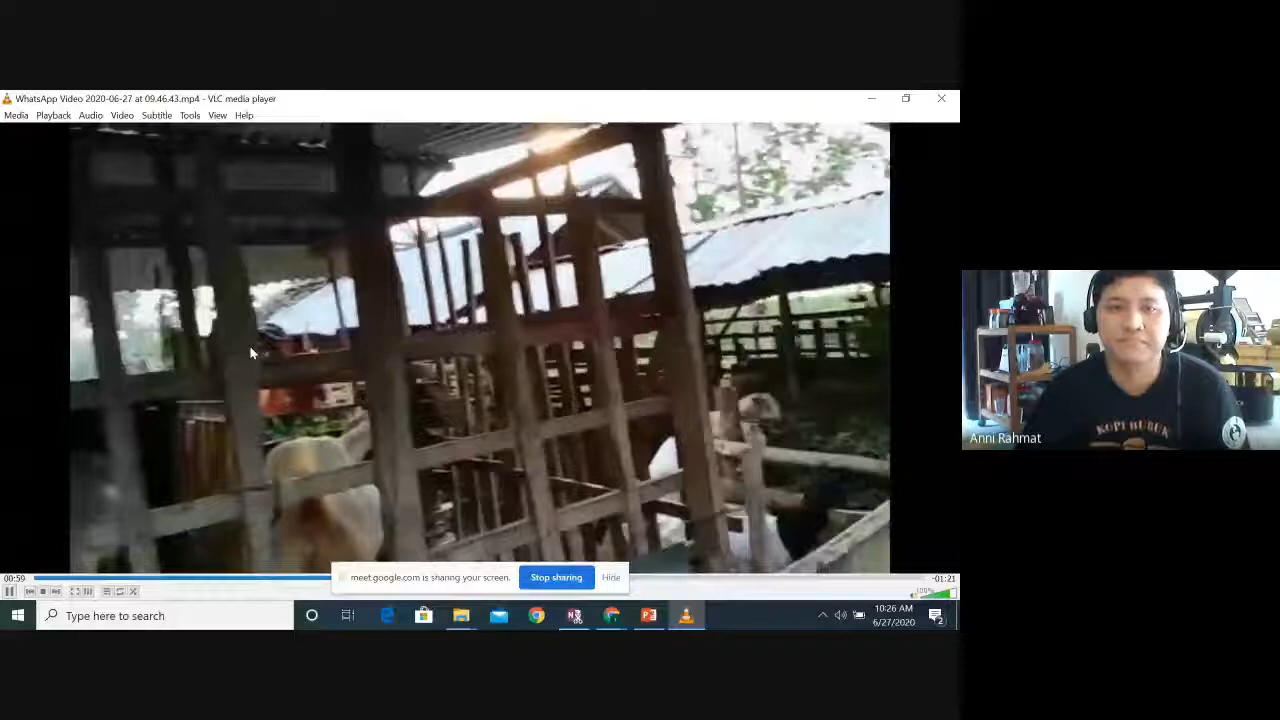 WhatsApp Video 2020-06-27 at 09.46.43.mp4 - VLC media player
Media Playback Audio Video Subtitle Tools View Help
Anni Rahmat
KOPI BUBUK
00:59
-01:21
meet.google.com is sharing your screen. Stop sharing Hide
100%
Type here to search
10:26 AM
6/27/2020
2